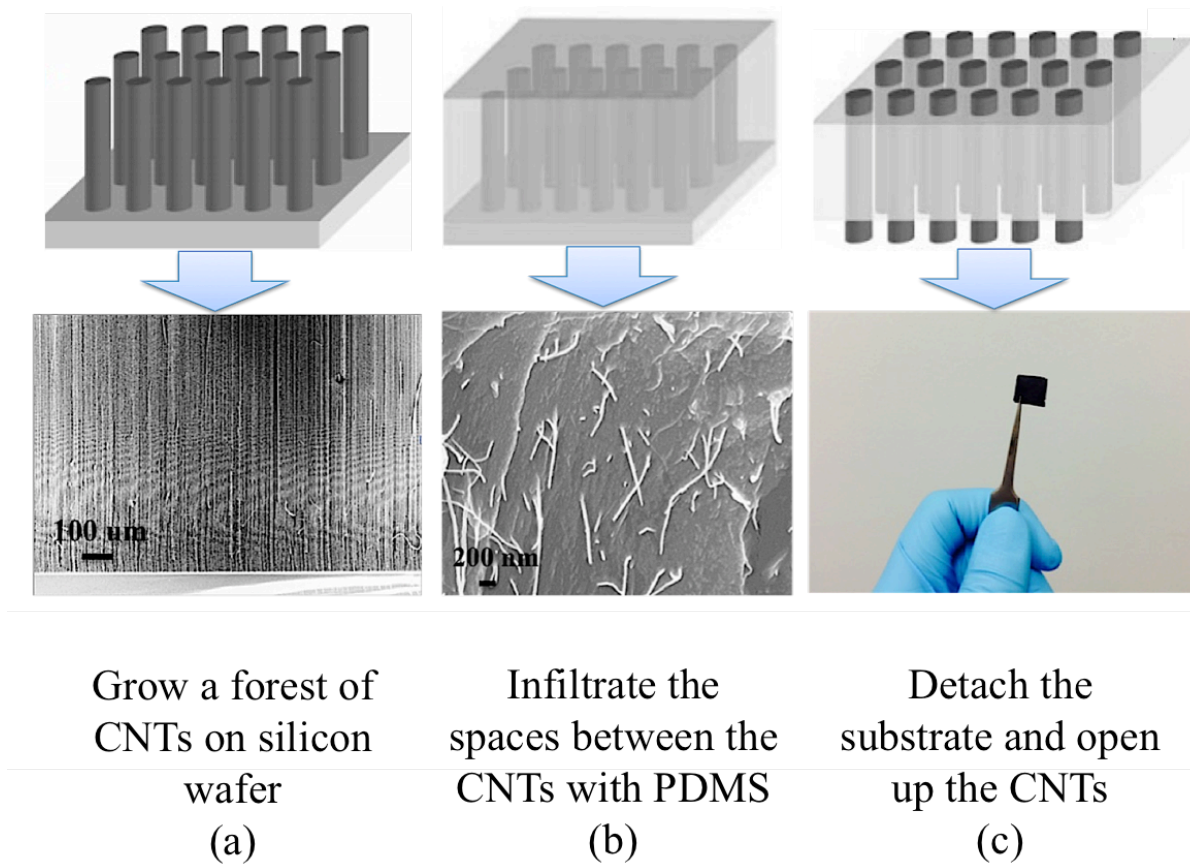 100 um
200 nm
Grow a forest of
CNTs on silicon
wafer
(a)
Infiltrate the
spaces between the
CNTs with PDMS
(b)
Detach the
substrate and open
up the CNTs
(c)